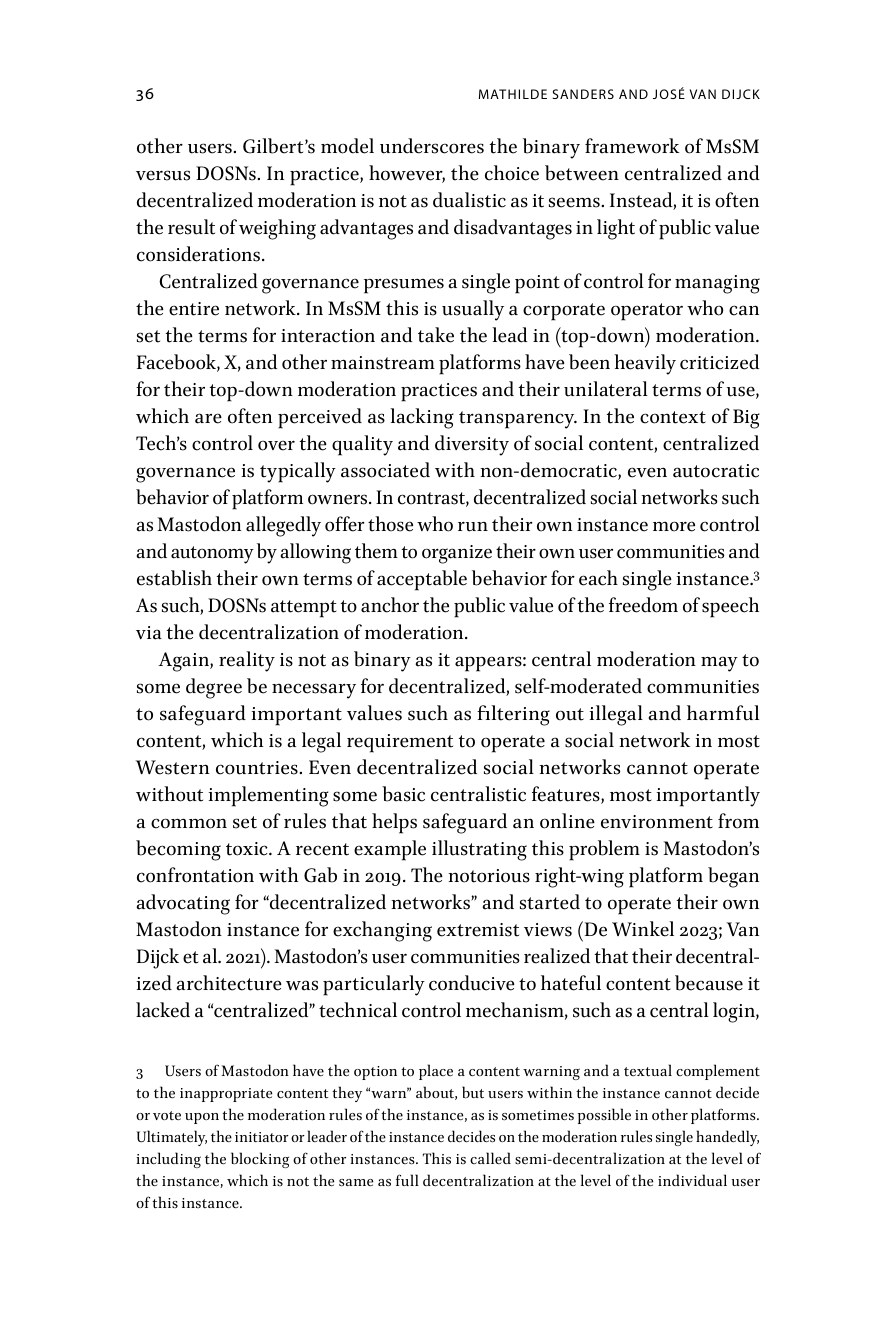 36
MATHILDE SANDERS AND JOSÉ VAN DIJCK
other users. Gilbert’s model underscores the binary framework of MsSM
versus DOSNs. In practice, however, the choice between centralized and
decentralized moderation is not as dualistic as it seems. Instead, it is often
the result of weighing advantages and disadvantages in light of public value
considerations.
Centralized governance presumes a single point of control for managing
the entire network. In MsSM this is usually a corporate operator who can
set the terms for interaction and take the lead in (top-down) moderation.
Facebook, X, and other mainstream platforms have been heavily criticized
for their top-down moderation practices and their unilateral terms of use,
which are often perceived as lacking transparency. In the context of Big
Tech’s control over the quality and diversity of social content, centralized
governance is typically associated with non-democratic, even autocratic
behavior of platform owners. In contrast, decentralized social networks such
as Mastodon allegedly offer those who run their own instance more control
and autonomy by allowing them to organize their own user communities and
establish their own terms of acceptable behavior for each single instance.³
As such, DOSNs attempt to anchor the public value of the freedom of speech
via the decentralization of moderation.
Again, reality is not as binary as it appears: central moderation may to
some degree be necessary for decentralized, self-moderated communities
to safeguard important values such as filtering out illegal and harmful
content, which is a legal requirement to operate a social network in most
Western countries. Even decentralized social networks cannot operate
without implementing some basic centralistic features, most importantly
a common set of rules that helps safeguard an online environment from
becoming toxic. A recent example illustrating this problem is Mastodon’s
confrontation with Gab in 2019. The notorious right-wing platform began
advocating for “decentralized networks” and started to operate their own
Mastodon instance for exchanging extremist views (De Winkel 2023; Van
Dijck et al. 2021). Mastodon’s user communities realized that their decentral-
ized architecture was particularly conducive to hateful content because it
lacked a “centralized” technical control mechanism, such as a central login,
3 Users of Mastodon have the option to place a content warning and a textual complement
to the inappropriate content they “warn” about, but users within the instance cannot decide
or vote upon the moderation rules of the instance, as is sometimes possible in other platforms.
Ultimately, the initiator or leader of the instance decides on the moderation rules single handedly,
including the blocking of other instances. This is called semi-decentralization at the level of
the instance, which is not the same as full decentralization at the level of the individual user
of this instance.